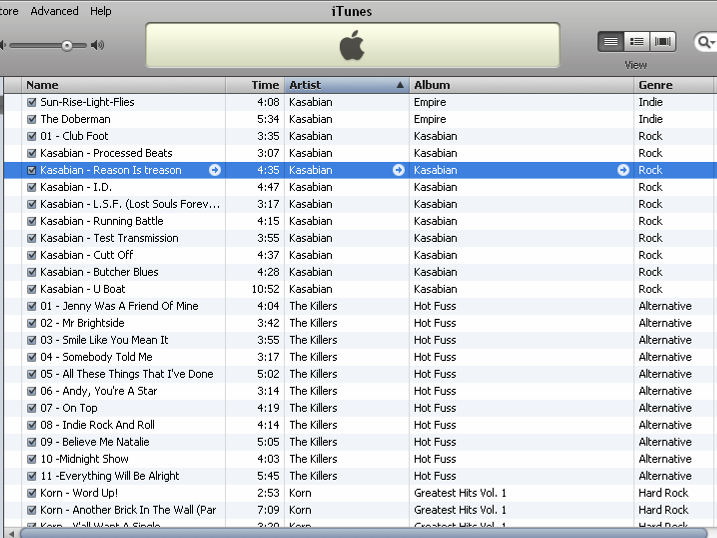 tore Advanced Help iTunes
View
Name Time Artist Album Genre
Sun-Rise-Light-Flies 4:08 Kasabian Empire Indie
The Doberman 5:34 Kasabian Empire Indie
01 - Club Foot 3:35 Kasabian Kasabian Rock
Kasabian - Processed Beats 3:07 Kasabian Kasabian Rock
Kasabian - Reason Is treason 4:35 Kasabian Kasabian Rock
Kasabian - I.D. 4:47 Kasabian Kasabian Rock
Kasabian - L.S.F. (Lost Souls Forev... 3:17 Kasabian Kasabian Rock
Kasabian - Running Battle 4:15 Kasabian Kasabian Rock
Kasabian - Test Transmission 3:55 Kasabian Kasabian Rock
Kasabian - Cutt Off 4:37 Kasabian Kasabian Rock
Kasabian - Butcher Blues 4:28 Kasabian Kasabian Rock
Kasabian - U Boat 10:52 Kasabian Kasabian Rock
01 - Jenny Was A Friend Of Mine 4:04 The Killers Hot Fuss Alternative
02 - Mr Brightside 3:42 The Killers Hot Fuss Alternative
03 - Smile Like You Mean It 3:55 The Killers Hot Fuss Alternative
04 - Somebody Told Me 3:17 The Killers Hot Fuss Alternative
05 - All These Things That I've Done 5:02 The Killers Hot Fuss Alternative
06 - Andy, You're A Star 3:14 The Killers Hot Fuss Alternative
07 - On Top 4:19 The Killers Hot Fuss Alternative
08 - Indie Rock And Roll 4:14 The Killers Hot Fuss Alternative
09 - Believe Me Natalie 5:05 The Killers Hot Fuss Alternative
10 -Midnight Show 4:03 The Killers Hot Fuss Alternative
11 -Everything Will Be Alright 5:45 The Killers Hot Fuss Alternative
Korn - Word Up! 2:53 Korn Greatest Hits Vol. 1 Hard Rock
Korn - Another Brick In The Wall (Par 7:09 Korn Greatest Hits Vol. 1 Hard Rock
Korn - Y'all Want A Single Korn Greatest Hits Vol. 1 Hard Rock